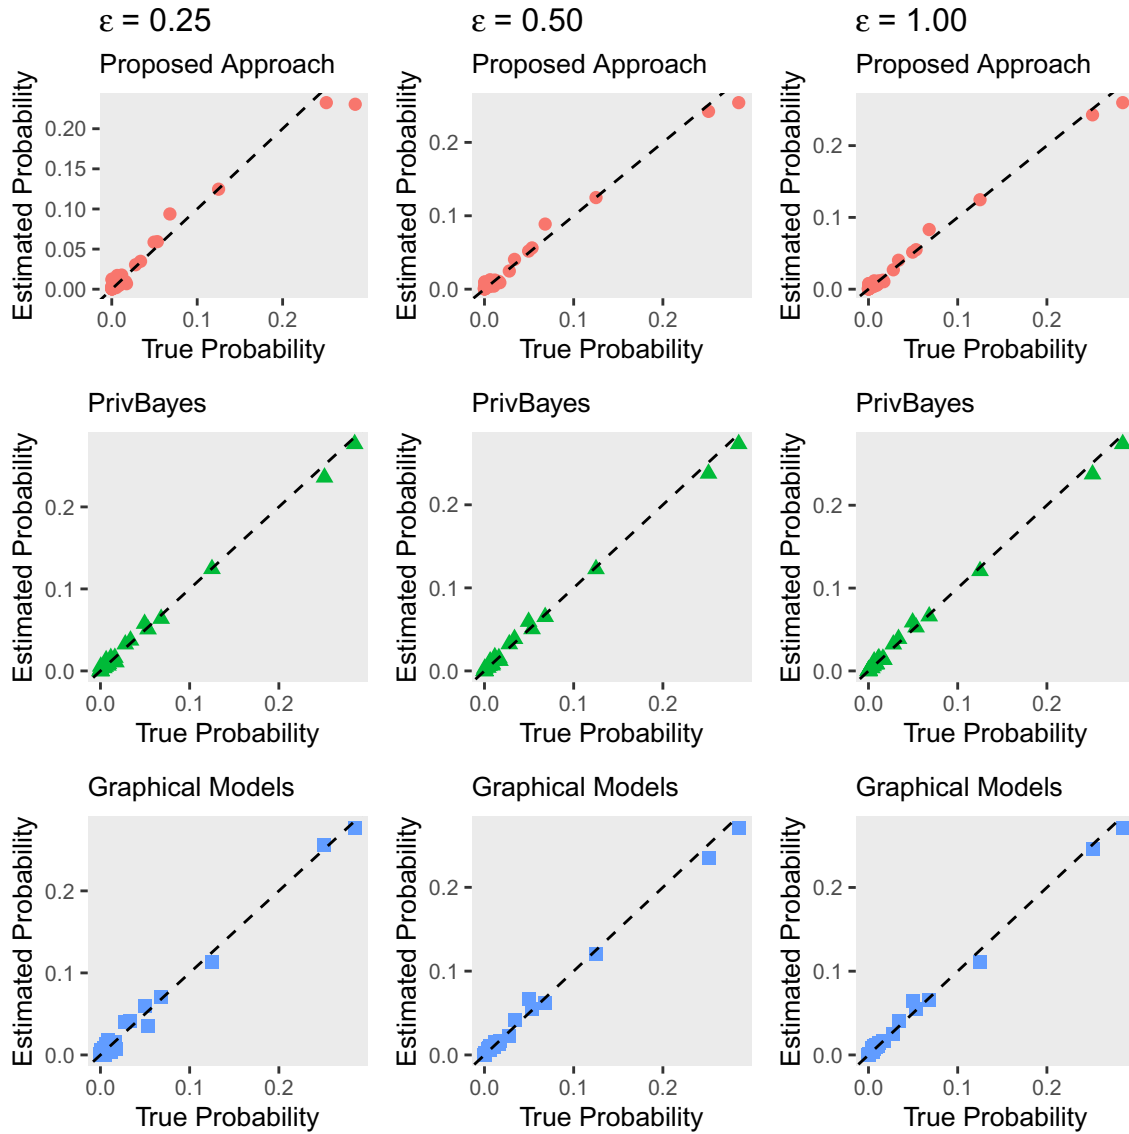 ε = 0.25
ε = 0.50
ε = 1.00
Proposed Approach
Proposed Approach
Proposed Approach
Estimated Probability
0.20
0.15
0.10
0.05
0.00
0.0
0.1
0.2
True Probability
Estimated Probability
0.2
0.1
0.0
0.0
0.1
0.2
True Probability
Estimated Probability
0.2
0.1
0.0
0.0
0.1
0.2
True Probability
PrivBayes
PrivBayes
PrivBayes
Estimated Probability
0.2
0.1
0.0
0.0
0.1
0.2
True Probability
Estimated Probability
0.2
0.1
0.0
0.0
0.1
0.2
True Probability
Estimated Probability
0.2
0.1
0.0
0.0
0.1
0.2
True Probability
Graphical Models
Graphical Models
Graphical Models
Estimated Probability
0.2
0.1
0.0
0.0
0.1
0.2
True Probability
Estimated Probability
0.2
0.1
0.0
0.0
0.1
0.2
True Probability
Estimated Probability
0.2
0.1
0.0
0.0
0.1
0.2
True Probability